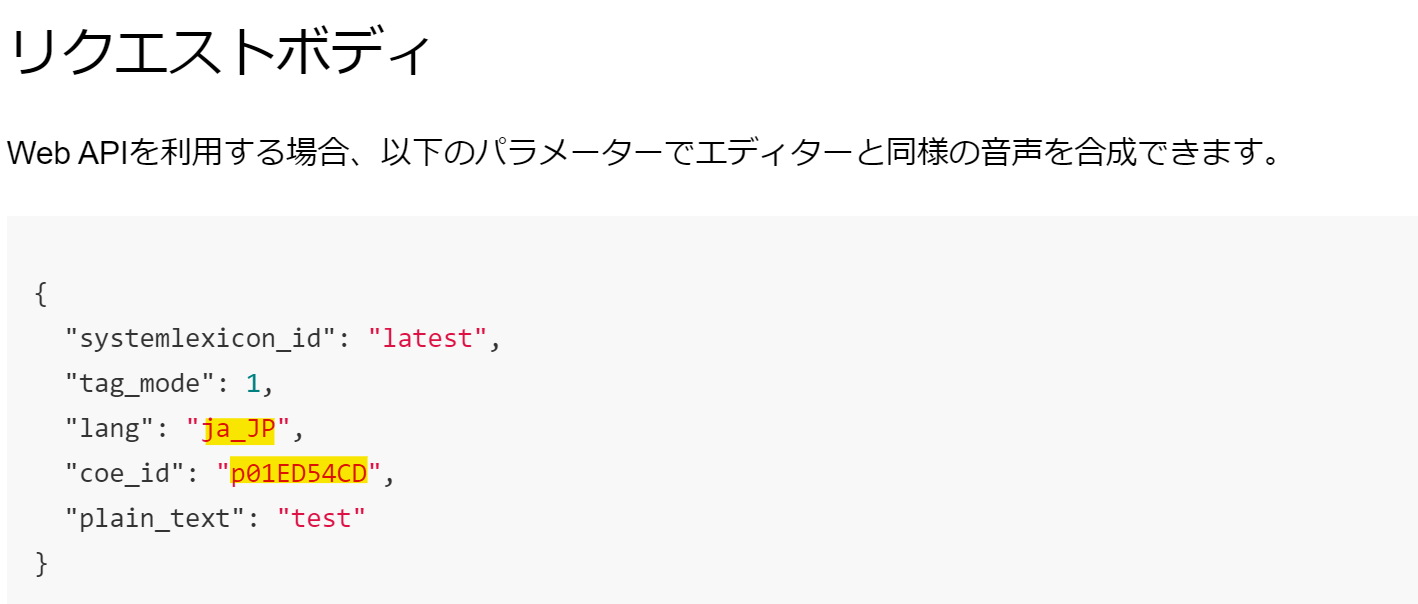 リクエストボディ
Web APIを利用する場合、以下のパラメーターでエディターと同様の音声を合成できます。
{
"systemlexicon_id": "latest",
"tag_mode": 1,
"lang": "ja_JP",
"coe_id": "p01ED54CD",
"plain_text": "test"
}